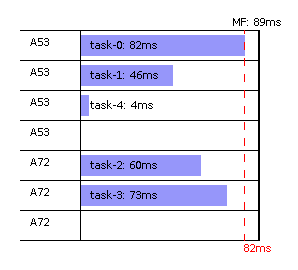 MF: 89ms
A53 task-0: 82ms
A53 task-1: 46ms
A53 task-4: 4ms
A53
A72 task-2: 60ms
A72 task-3: 73ms
A72
82ms